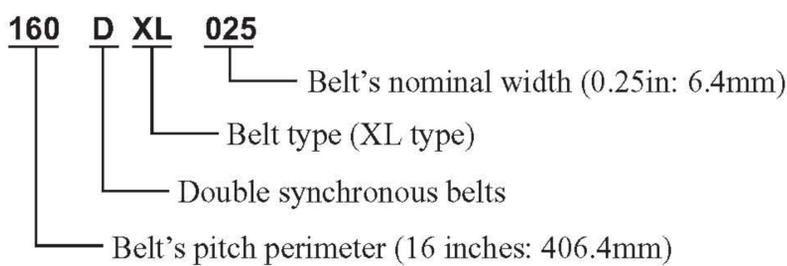 160 D XL 025
Belt’s nominal width (0.25in: 6.4mm)
Belt type (XL type)
Double synchronous belts
Belt’s pitch perimeter (16 inches: 406.4mm)